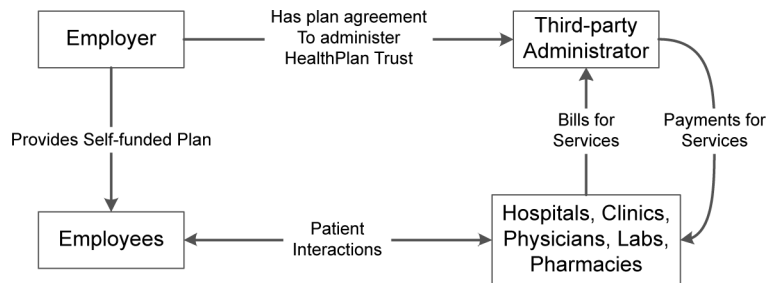 Employer
Has plan agreement
To administer
HealthPlan Trust
Third-party
Administrator
Provides Self-funded Plan
Bills for
Services
Payments for
Services
Employees
Patient
Interactions
Hospitals, Clinics,
Physicians, Labs,
Pharmacies